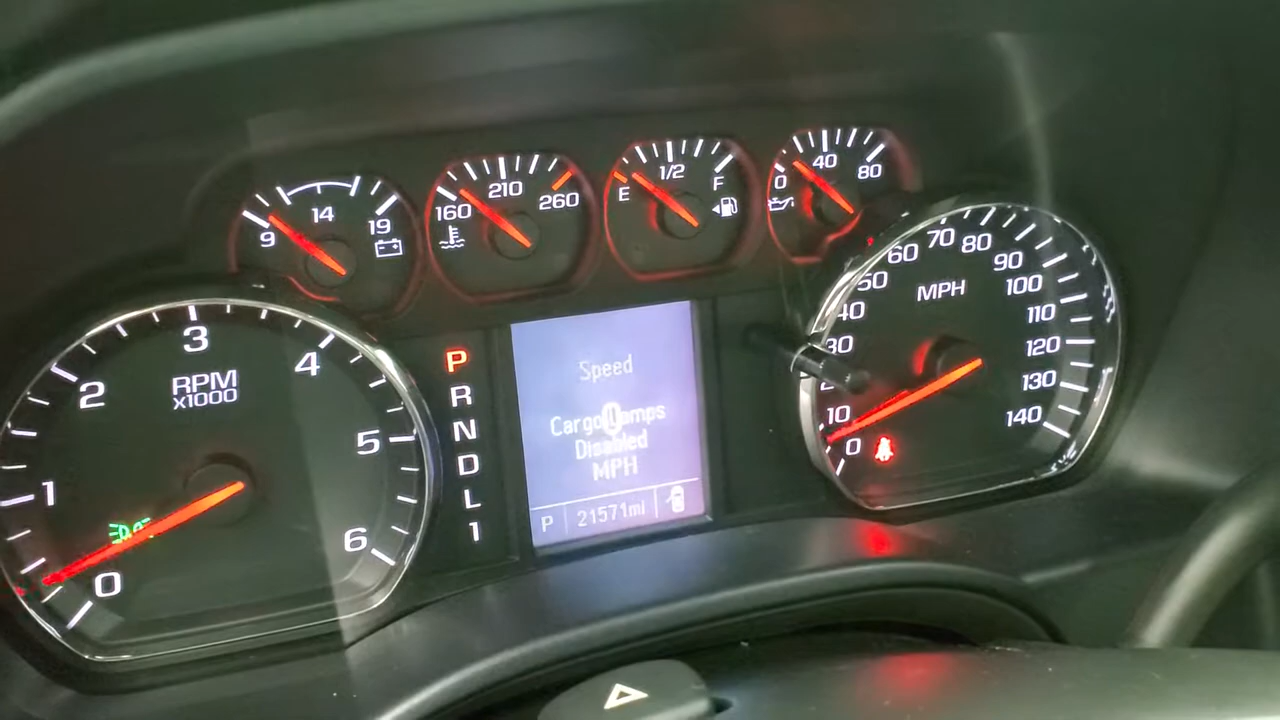 9 14 19
160 210 260
E 1/2 F
0 40 80
0 1 2 3 4 5 6
RPM
x1000
P
R
N
D
L
1
Speed
0
Cargo Lamps
Disabled
MPH
P 21571mi
0 10 30 40 50 60 70 80 90 100 110 120 130 140
MPH